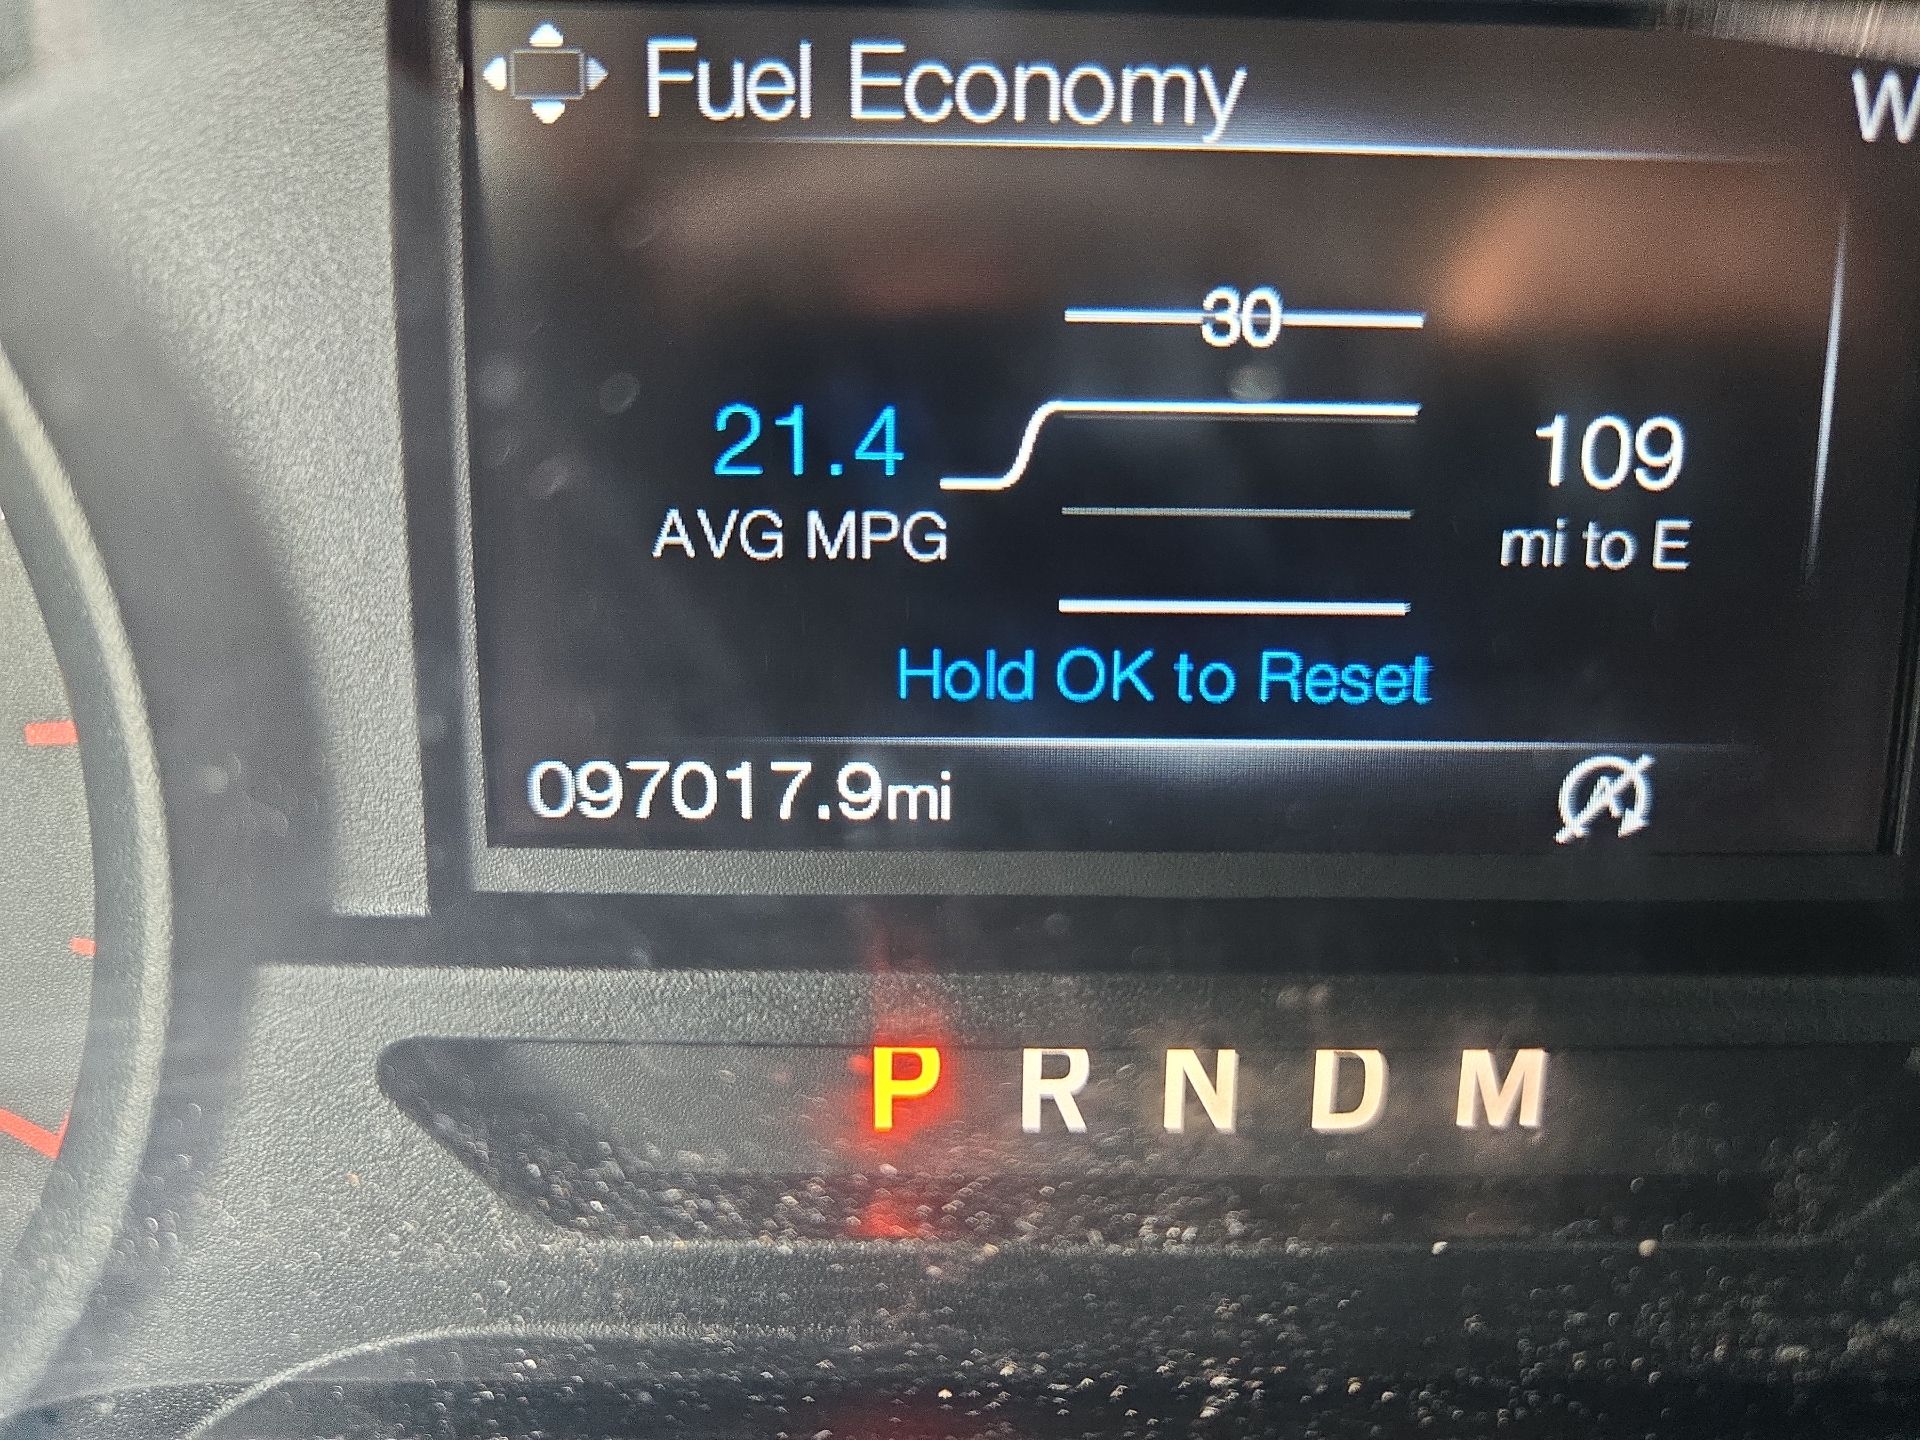 Fuel Economy
W
30
21.4
AVG MPG
109
mi to E
Hold OK to Reset
097017.9mi
P R N D M